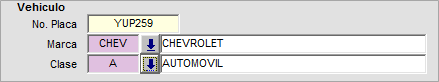 Vehiculo
No. Placa YUP259
Marca CHEV CHEVROLET
Clase A AUTOMOVIL